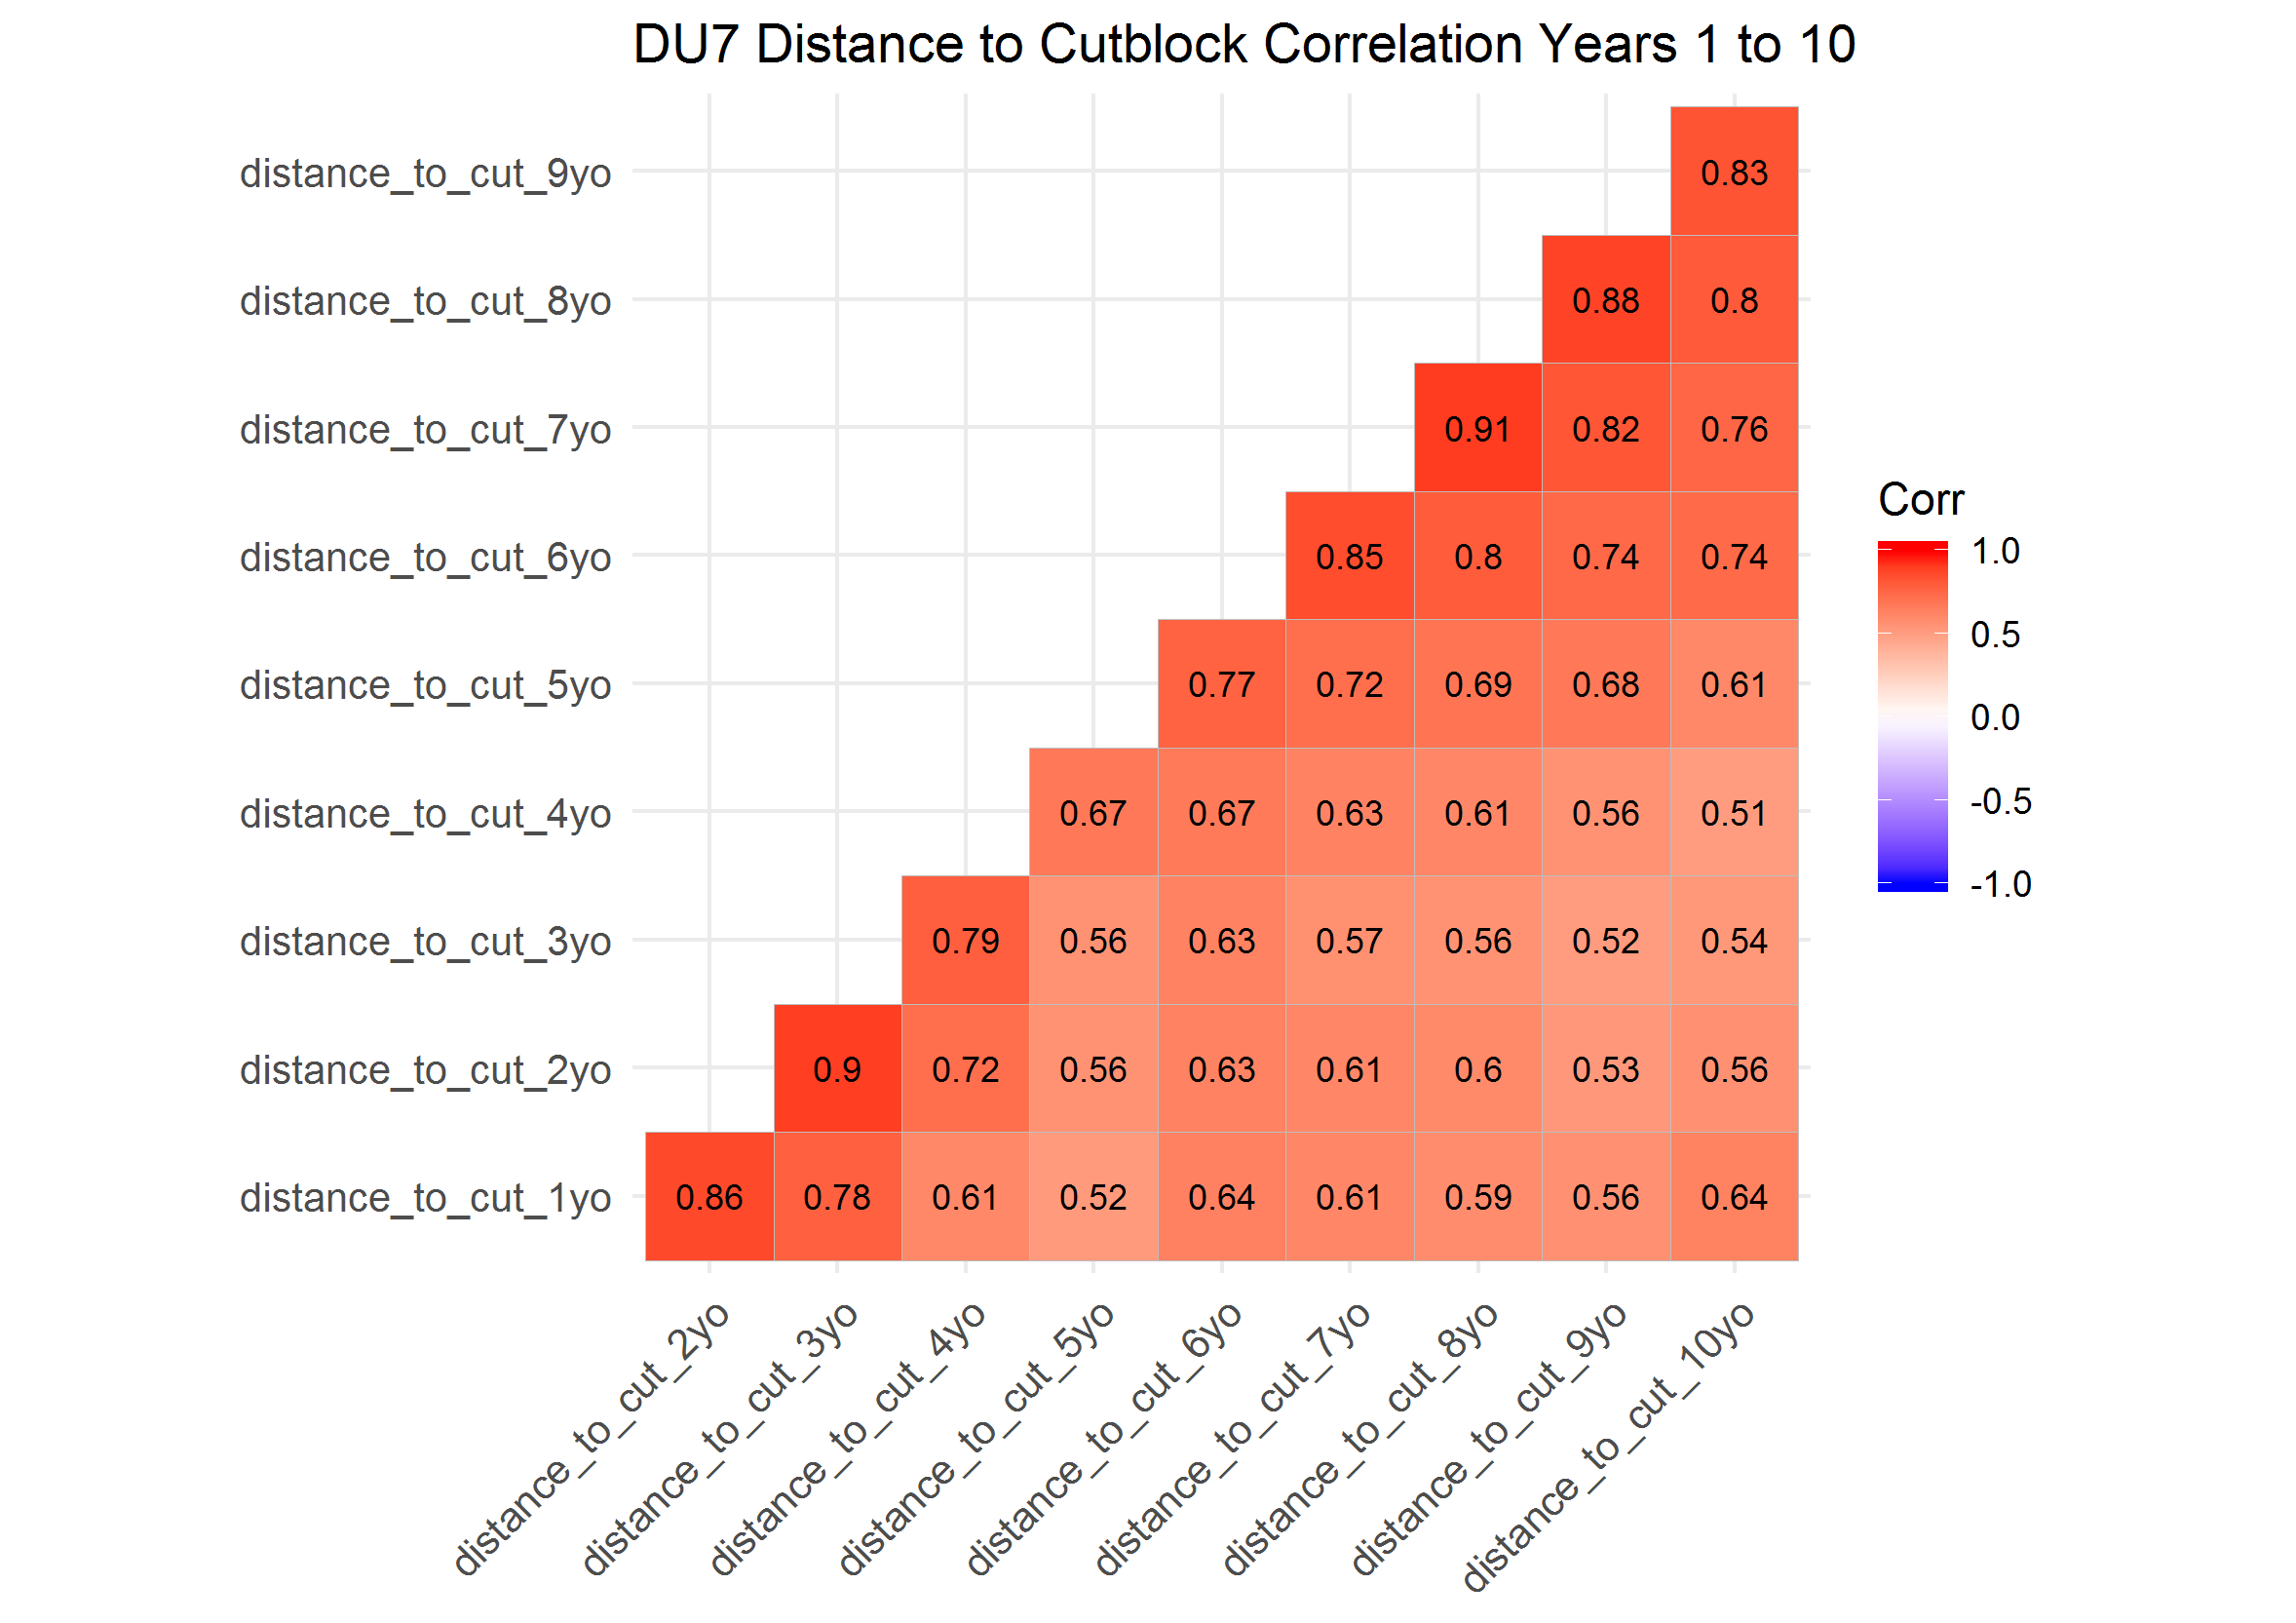 DU7 Distance to Cutblock Correlation Years 1 to 10
distance_to_cut_9yo 0.83
distance_to_cut_8yo 0.88 0.8
distance_to_cut_7yo 0.91 0.82 0.76
distance_to_cut_6yo 0.85 0.8 0.74 0.74
distance_to_cut_5yo 0.77 0.72 0.69 0.68 0.61
distance_to_cut_4yo 0.67 0.67 0.63 0.61 0.56 0.51
distance_to_cut_3yo 0.79 0.56 0.63 0.57 0.56 0.52 0.54
distance_to_cut_2yo 0.9 0.72 0.56 0.63 0.61 0.6 0.53 0.56
distance_to_cut_1yo 0.86 0.78 0.61 0.52 0.64 0.61 0.59 0.56 0.64
distance_to_cut_2yo
distance_to_cut_3yo
distance_to_cut_4yo
distance_to_cut_5yo
distance_to_cut_6yo
distance_to_cut_7yo
distance_to_cut_8yo
distance_to_cut_9yo
distance_to_cut_10yo
Corr
1.0
0.5
0.0
-0.5
-1.0